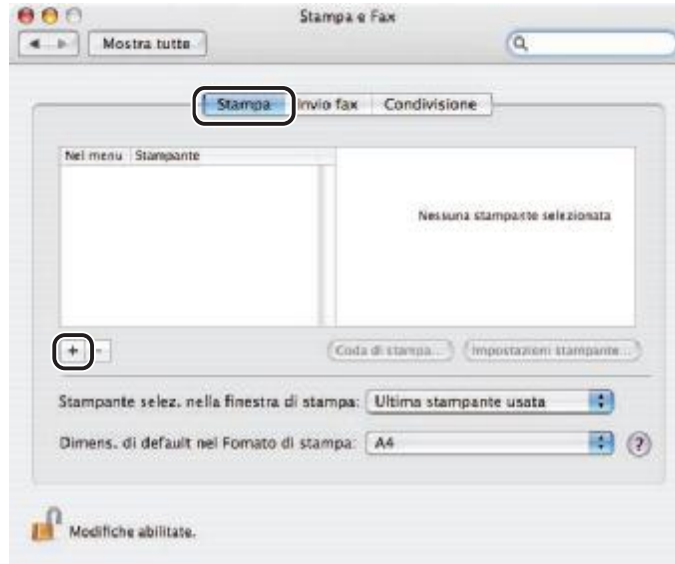 Stampa e Fax
Mostra tutte
Stampa Invio fax Condivisione
Nel menu Stampante
Nessuna stampante selezionata
+ -
Coda di stampa... Impostazioni stampante...
Stampante selez. nella finestra di stampa: Ultima stampante usata
Dimens. di default nel Fomato di stampa: A4 ?
Modifiche abilitate.